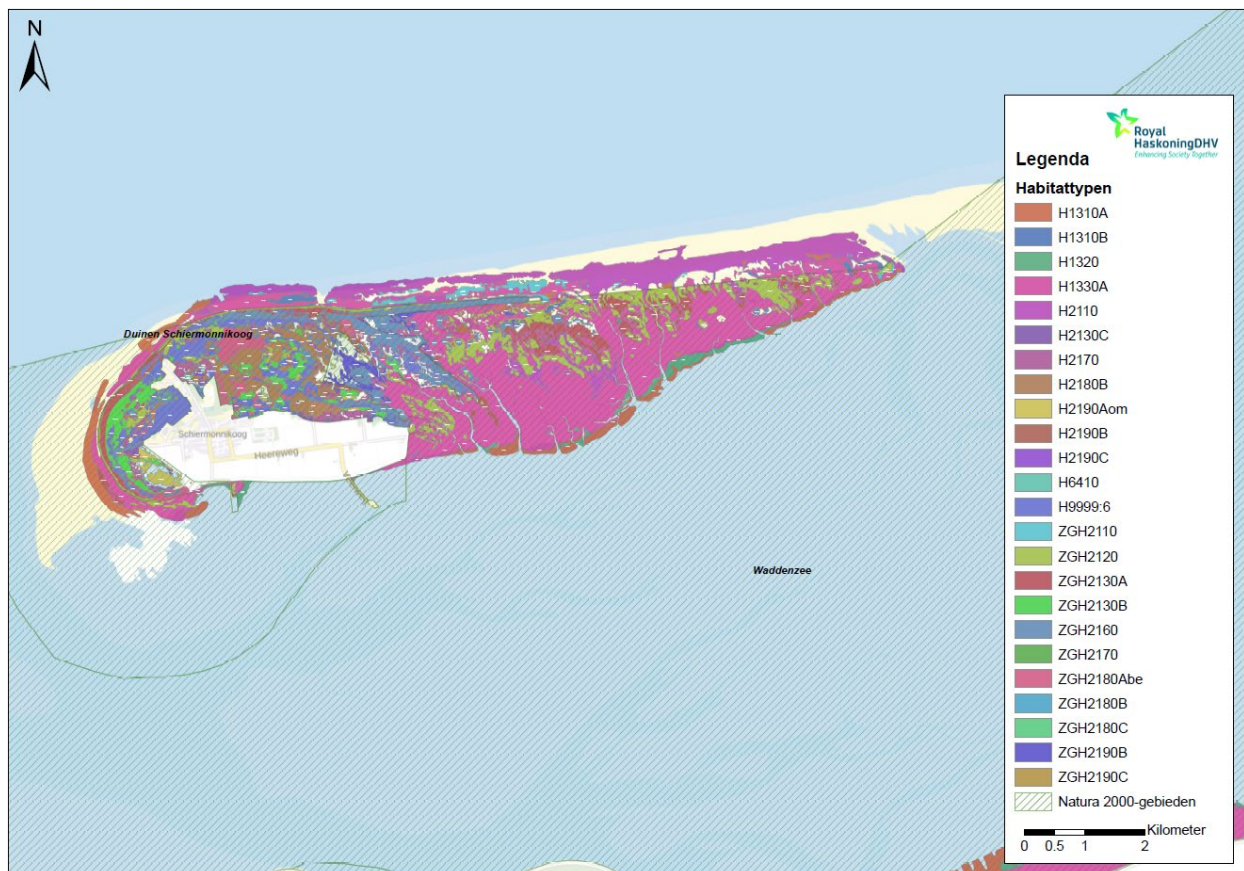 N
Duinen Schiermonnikoog
Schiermonnikoog
Heereweg
Waddenzee
Royal
HaskoningDHV
Enhancing Society Together
Legenda
Habitattypen
H1310A
H1310B
H1320
H1330A
H2110
H2130C
H2170
H2180B
H2190Aom
H2190B
H2190C
H6410
H9999:6
ZGH2110
ZGH2120
ZGH2130A
ZGH2130B
ZGH2160
ZGH2170
ZGH2180Abe
ZGH2180B
ZGH2180C
ZGH2190B
ZGH2190C
Natura 2000-gebieden
Kilometer
0 0.5 1 2